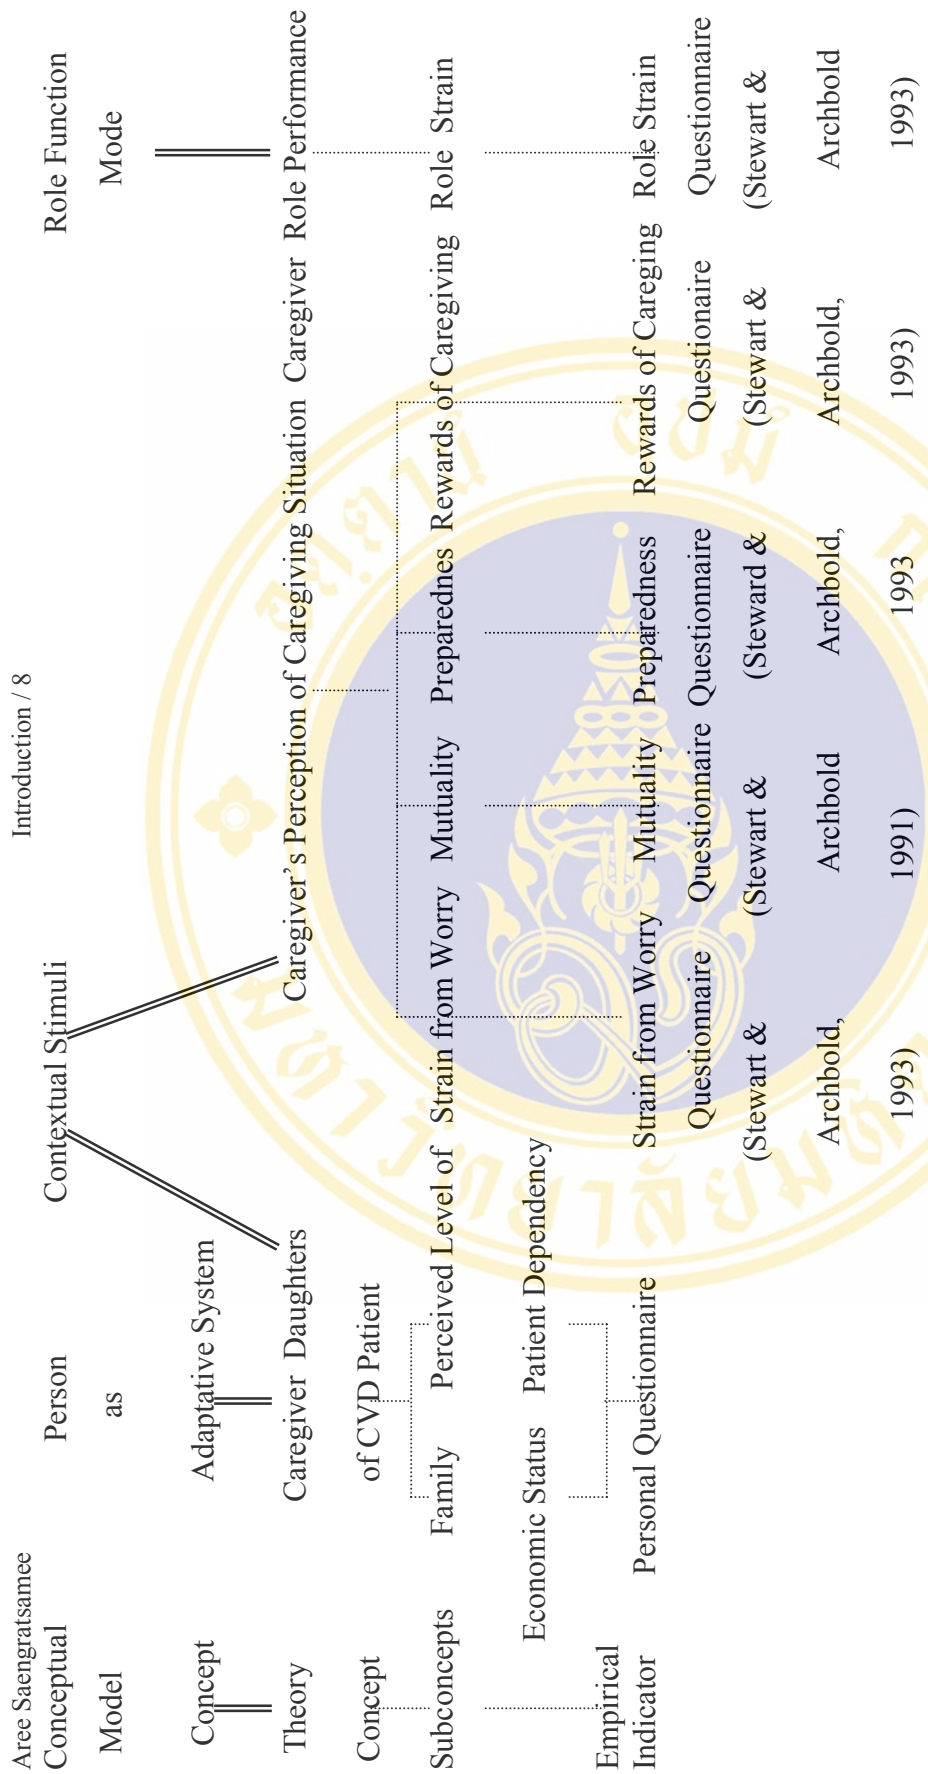 Aree Saengratsamee Introduction / 8
Conceptual Person Contextual Stimuli Role Function
Model as Mode
Concept Adaptative System
Theory Caregiver Daughters Caregiver's Perception of Caregiving Situation Caregiver Role Performance
Concept of CVD Patient
Subconcepts Family Perceived Level of Strain from Worry Mutuality Preparednes Rewards of Caregiving Role Strain
Economic Status Patient Dependency
Empirical
Indicator Personal Questionnaire Strain from Worry Mutuality Preparedness Rewards of Careging Role Strain
Questionnaire Questionnaire Questionnaire Questionaire Questionnaire
(Stewart & (Stewart & (Steward & (Stewart & (Stewart &
Archbold, Archbold Archbold, Archbold, Archbold
1993) 1991) 1993 1993) 1993)